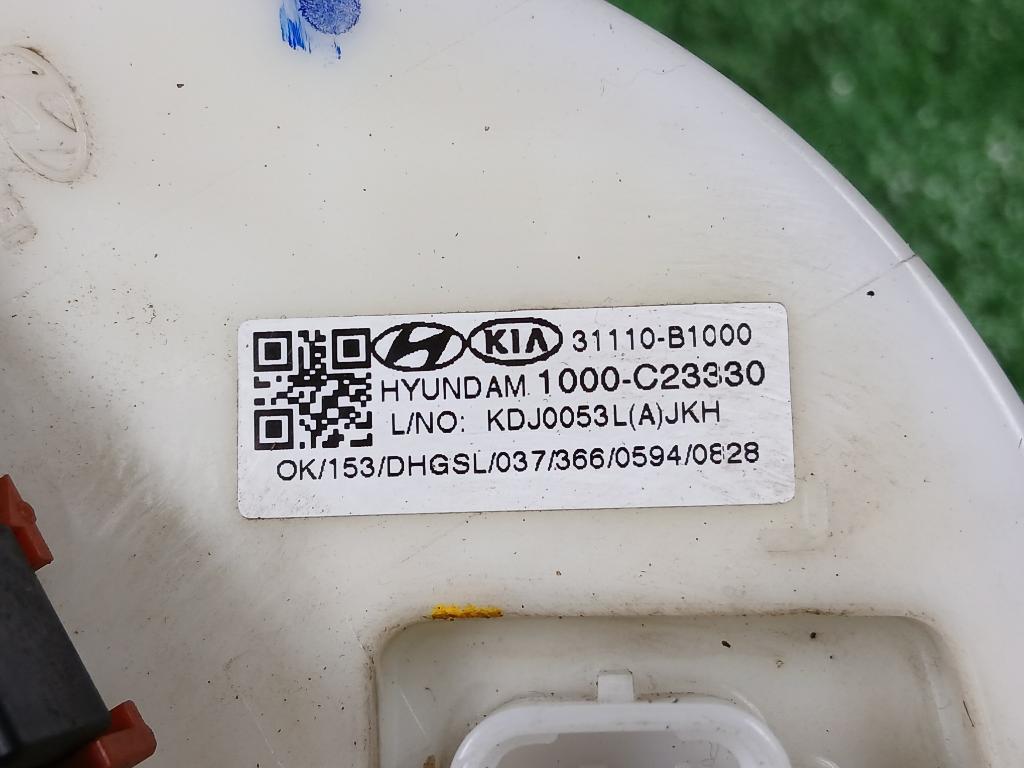 KIA 31110-B1000
HYUNDAM 1000-C23330
L/NO: KDJ0053L(A)JKH
OK/153/DHGSL/037/366/0594/0828